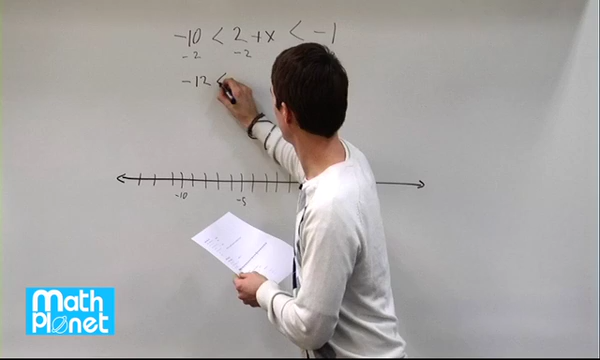 -10 < 2 + x < -1
-2 -2
-12 <
-10 -5
Math
Planet